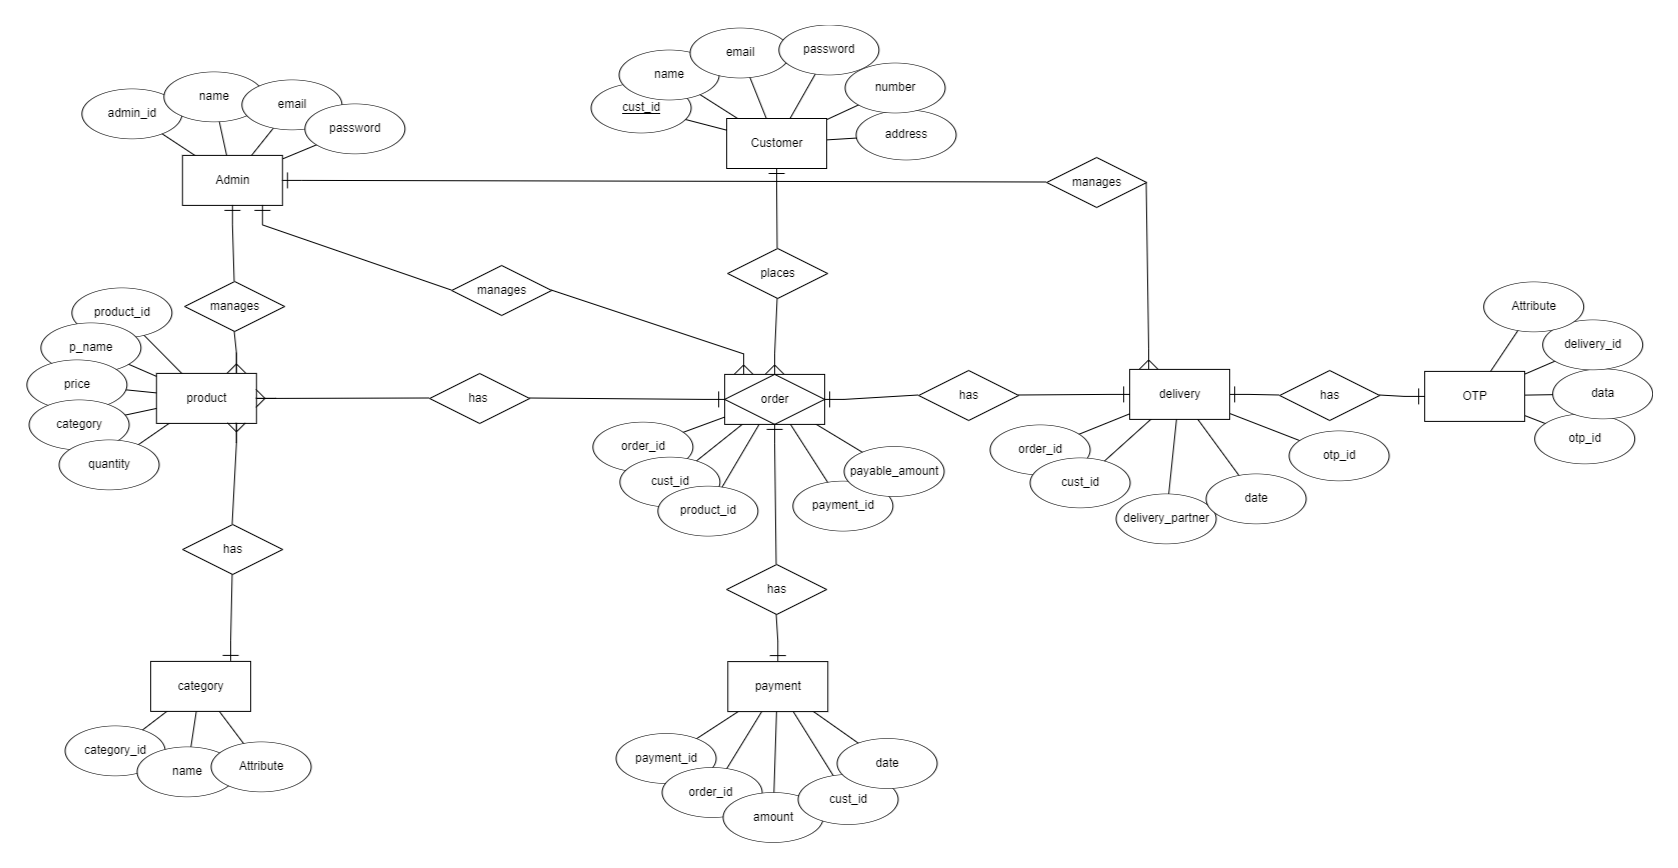 email
password
name
number
cust_id
address
Customer
name
email
admin_id
password
Admin
manages
places
manages
manages
product_id
p_name
price
category
quantity
product
has
order
has
delivery
has
OTP
Attribute
delivery_id
data
otp_id
order_id
cust_id
product_id
payment_id
payable_amount
order_id
cust_id
delivery_partner
date
otp_id
has
has
category
category_id
name
Attribute
payment
payment_id
order_id
amount
cust_id
date